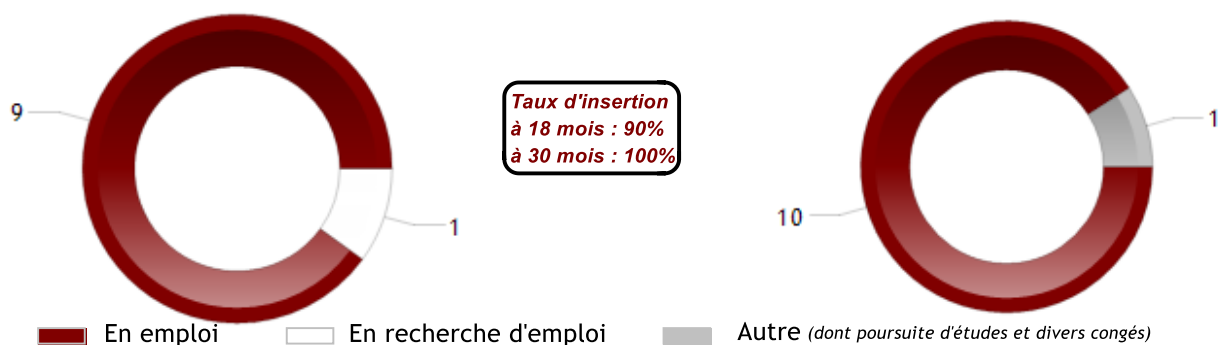 9
1
Taux d'insertion
à 18 mois : 90%
à 30 mois : 100%
10
1
En emploi
En recherche d'emploi
Autre (dont poursuite d'études et divers congés)